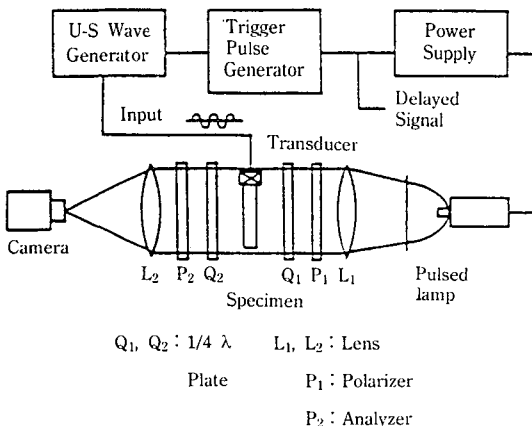 U-S Wave
Generator
Trigger
Pulse
Generator
Power
Supply
Delayed
Signal
Input
Transducer
Camera
L₂ P₂ Q₂ Q₁ P₁ L₁
Pulsed
lamp
Specimen
Q₁, Q₂ : 1/4 λ
Plate
L₁, L₂ : Lens
P₁ : Polarizer
P₂ : Analyzer